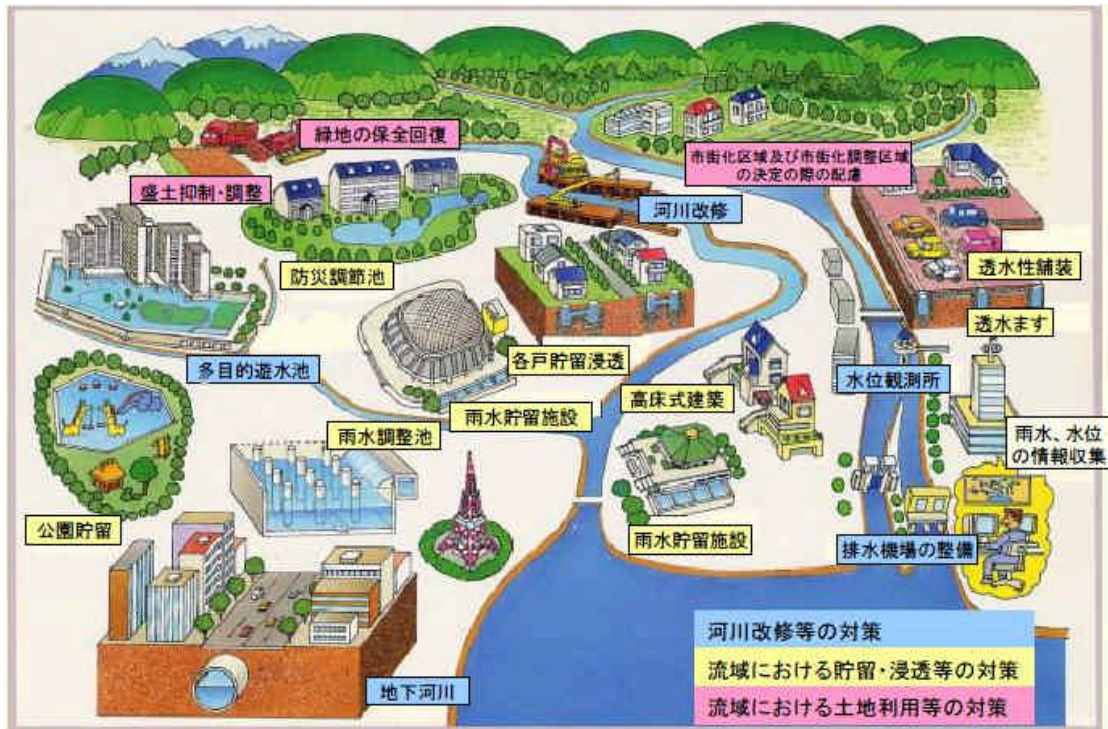 緑地の保全回復
盛土抑制・調整
市街化区域及び市街化調整区域
の決定の際の配慮
河川改修
防災調節池
透水性舗装
透水ます
多目的遊水池
各戸貯留浸透
水位観測所
高床式建築
雨水貯留施設
雨水調整池
雨水、水位
の情報収集
公園貯留
雨水貯留施設
排水機場の整備
地下河川
河川改修等の対策
流域における貯留・浸透等の対策
流域における土地利用等の対策